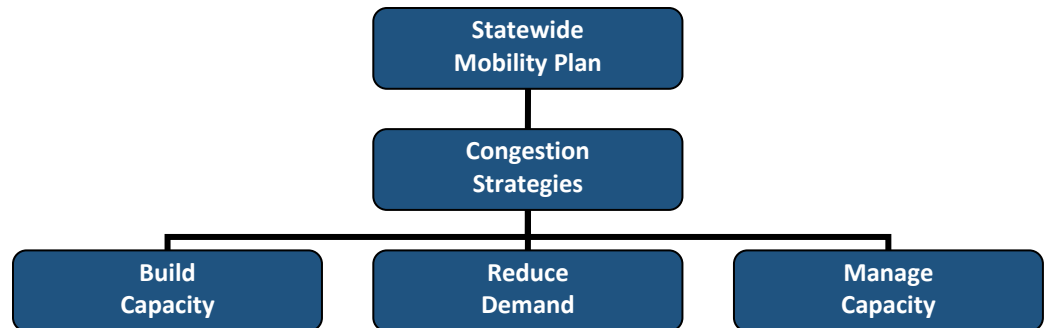 Statewide
Mobility Plan
Congestion
Strategies
Build
Capacity
Reduce
Demand
Manage
Capacity